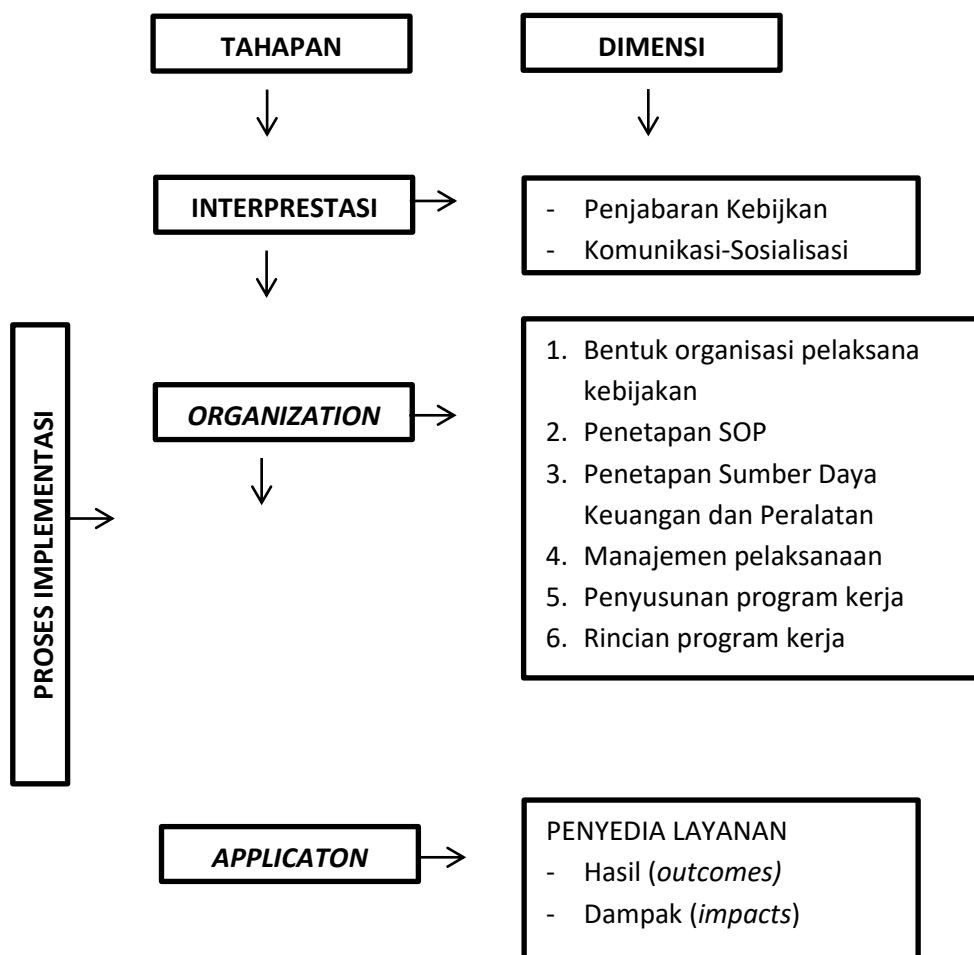 TAHAPAN
DIMENSI
INTERPRESTASI
- Penjabaran Kebijkan
- Komunikasi-Sosialisasi
PROSES IMPLEMENTASI
ORGANIZATION
1. Bentuk organisasi pelaksana
kebijakan
2. Penetapan SOP
3. Penetapan Sumber Daya
Keuangan dan Peralatan
4. Manajemen pelaksanaan
5. Penyusunan program kerja
6. Rincian program kerja
APPLICATON
PENYEDIA LAYANAN
- Hasil (outcomes)
- Dampak (impacts)